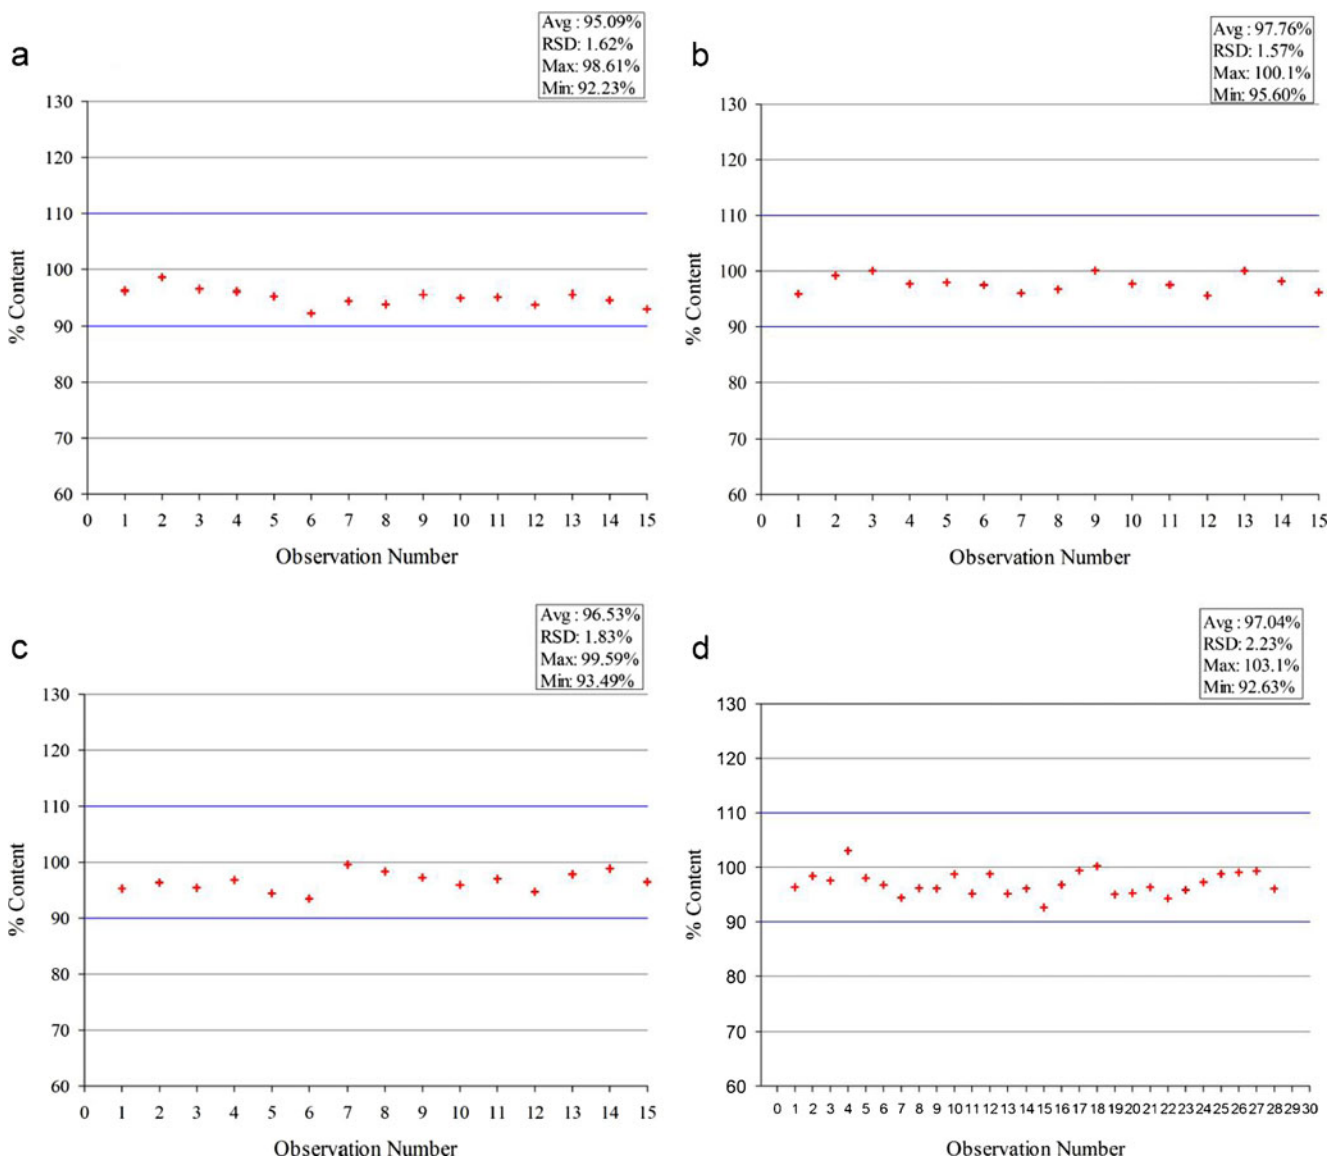 a
Avg : 95.09%
RSD: 1.62%
Max: 98.61%
Min: 92.23%
130
120
110
100
90
80
70
60
% Content
0 1 2 3 4 5 6 7 8 9 10 11 12 13 14 15
Observation Number
b
Avg : 97.76%
RSD: 1.57%
Max: 100.1%
Min: 95.60%
130
120
110
100
90
80
70
60
% Content
0 1 2 3 4 5 6 7 8 9 10 11 12 13 14 15
Observation Number
c
Avg : 96.53%
RSD: 1.83%
Max: 99.59%
Min: 93.49%
130
120
110
100
90
80
70
60
% Content
0 1 2 3 4 5 6 7 8 9 10 11 12 13 14 15
Observation Number
d
Avg : 97.04%
RSD: 2.23%
Max: 103.1%
Min: 92.63%
130
120
110
100
90
80
70
60
% Content
0 1 2 3 4 5 6 7 8 9 10 11 12 13 14 15 16 17 18 19 20 21 22 23 24 25 26 27 28 29 30
Observation Number